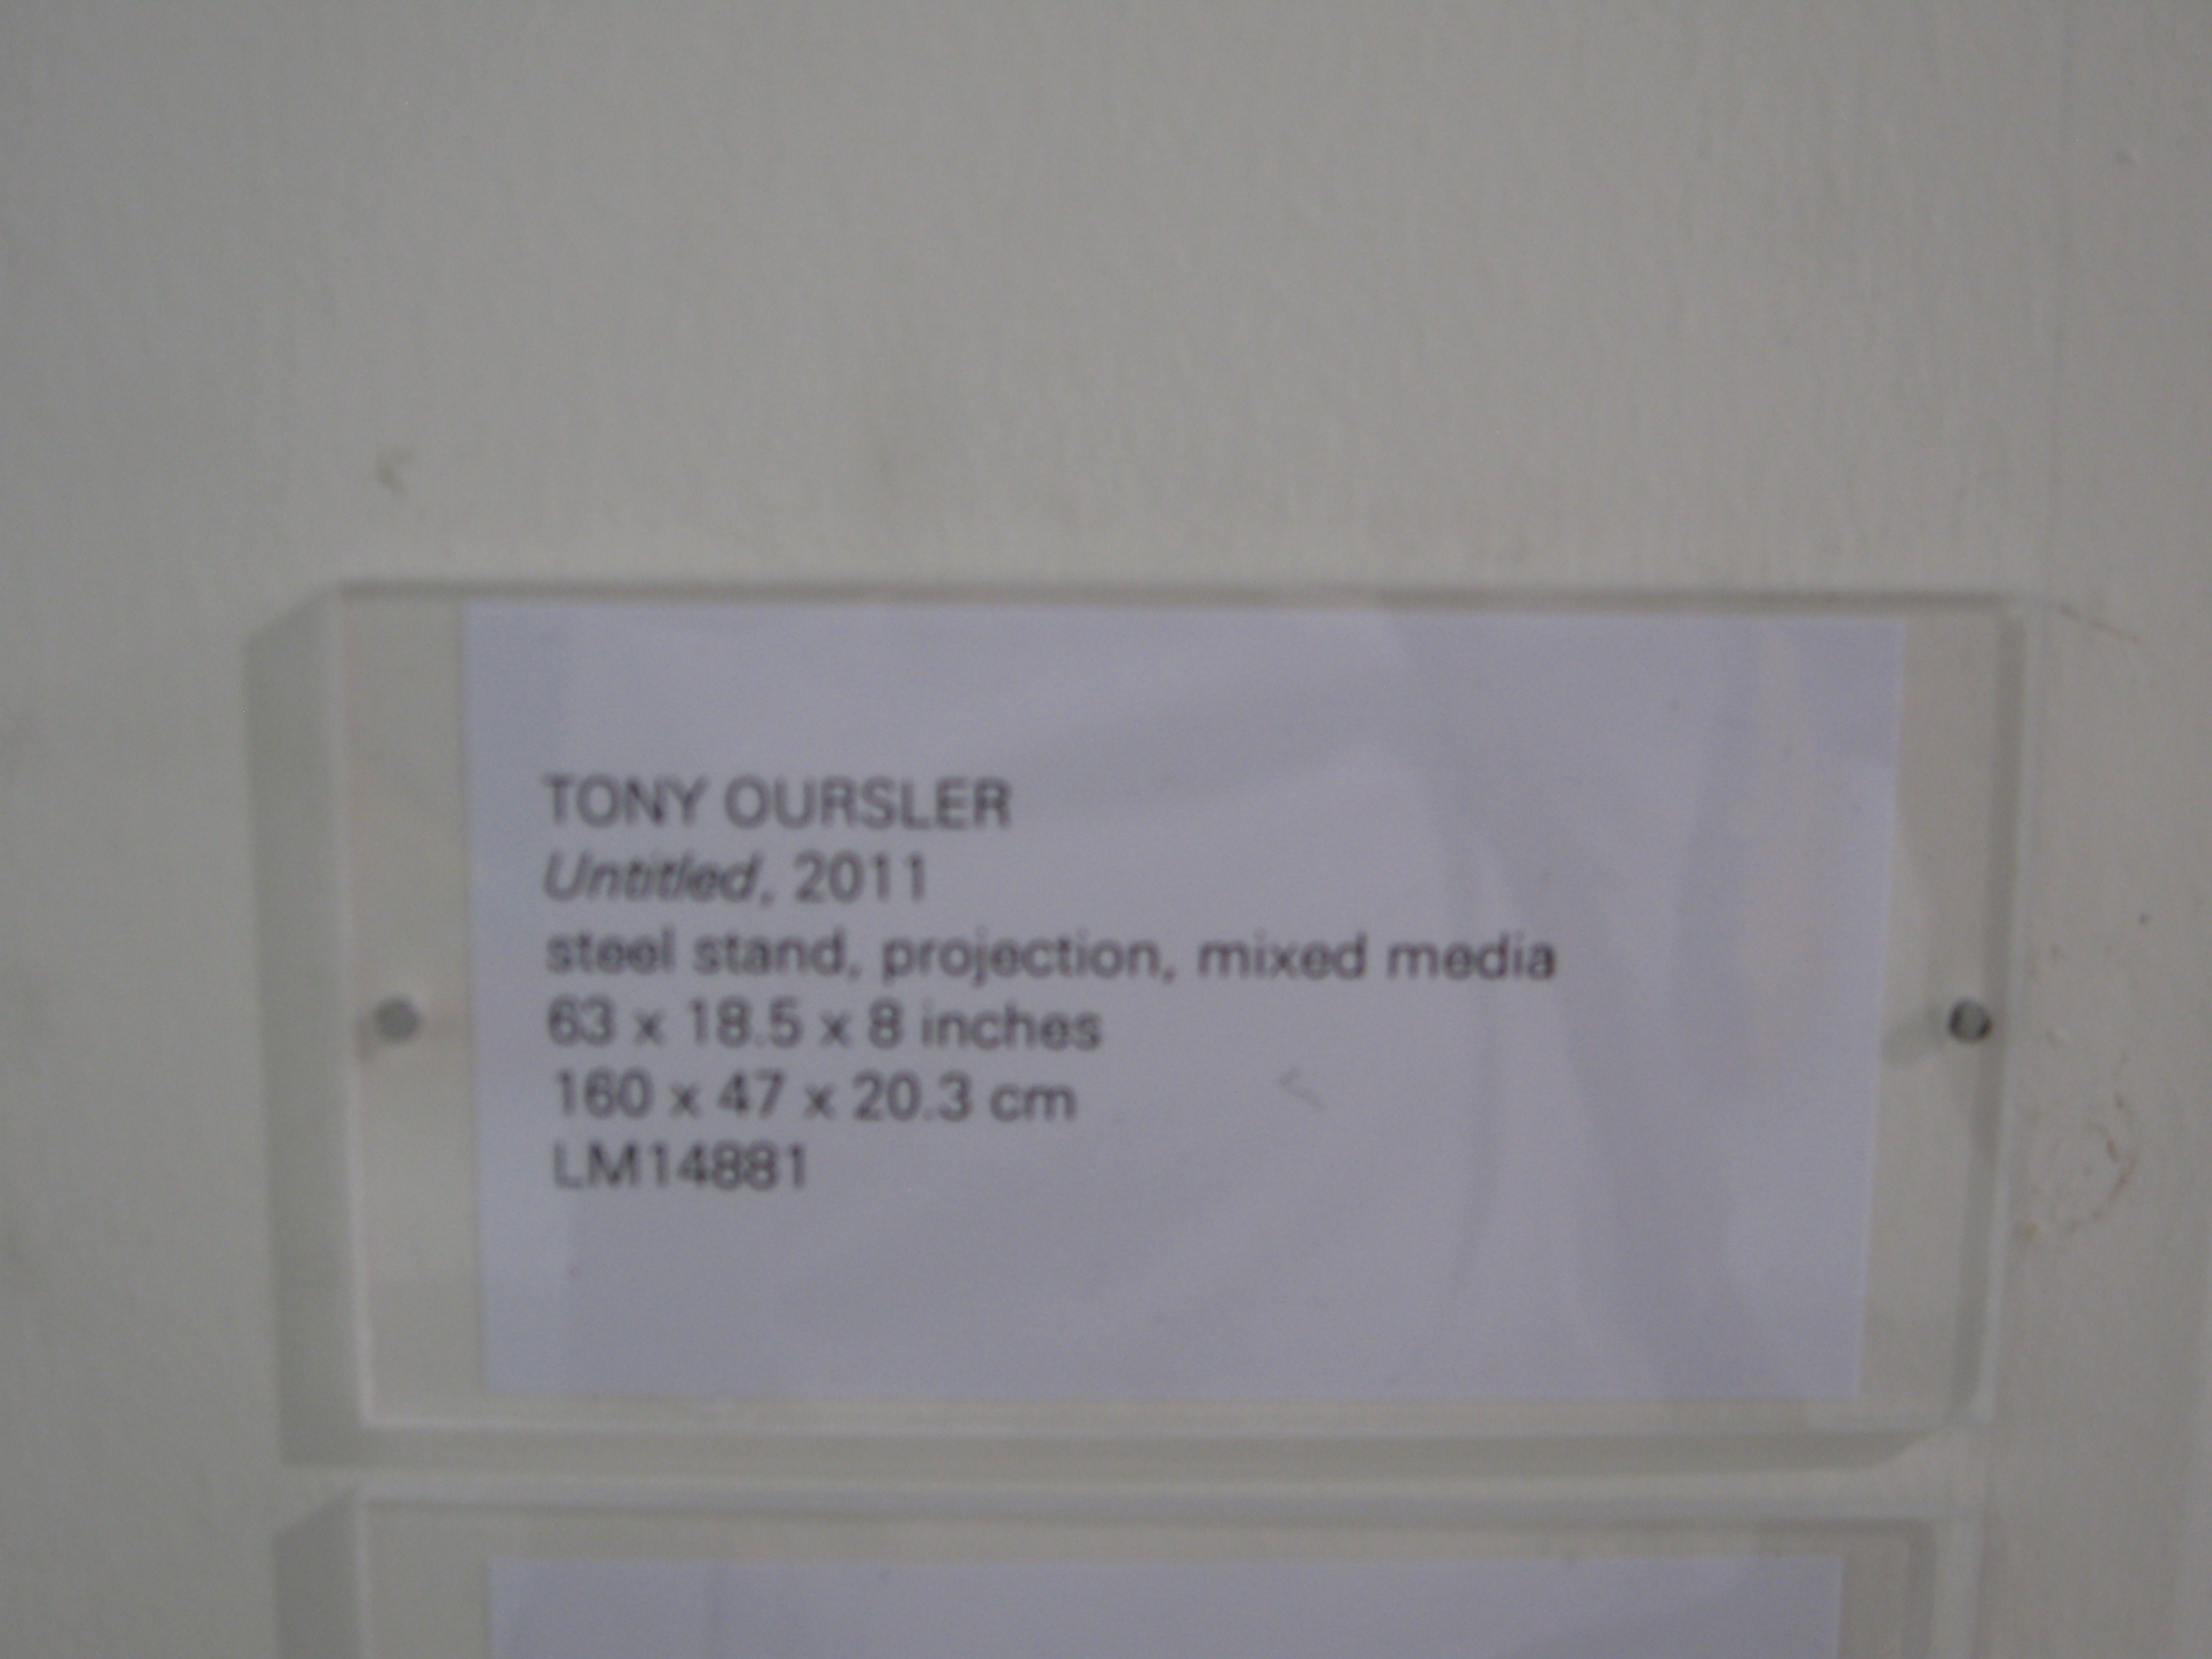 TONY OURSLER
Untitled, 2011
steel stand, projection, mixed media
63 x 18.5 x 8 inches
160 x 47 x 20.3 cm
LM14881